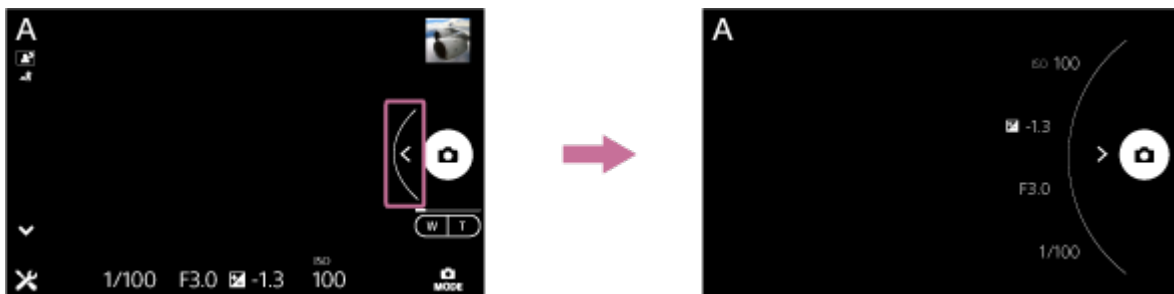 A
W T
ISO
1/100 F3.0 -1.3 100
MODE
A
ISO 100
-1.3
F3.0
1/100